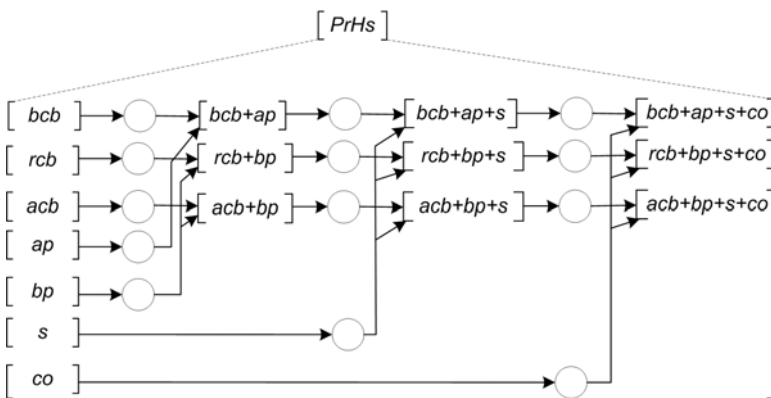 PrHs
bcb bcb+ap bcb+ap+s bcb+ap+s+co
rcb rcb+bp rcb+bp+s rcb+bp+s+co
acb acb+bp acb+bp+s acb+bp+s+co
ap
bp
s
co